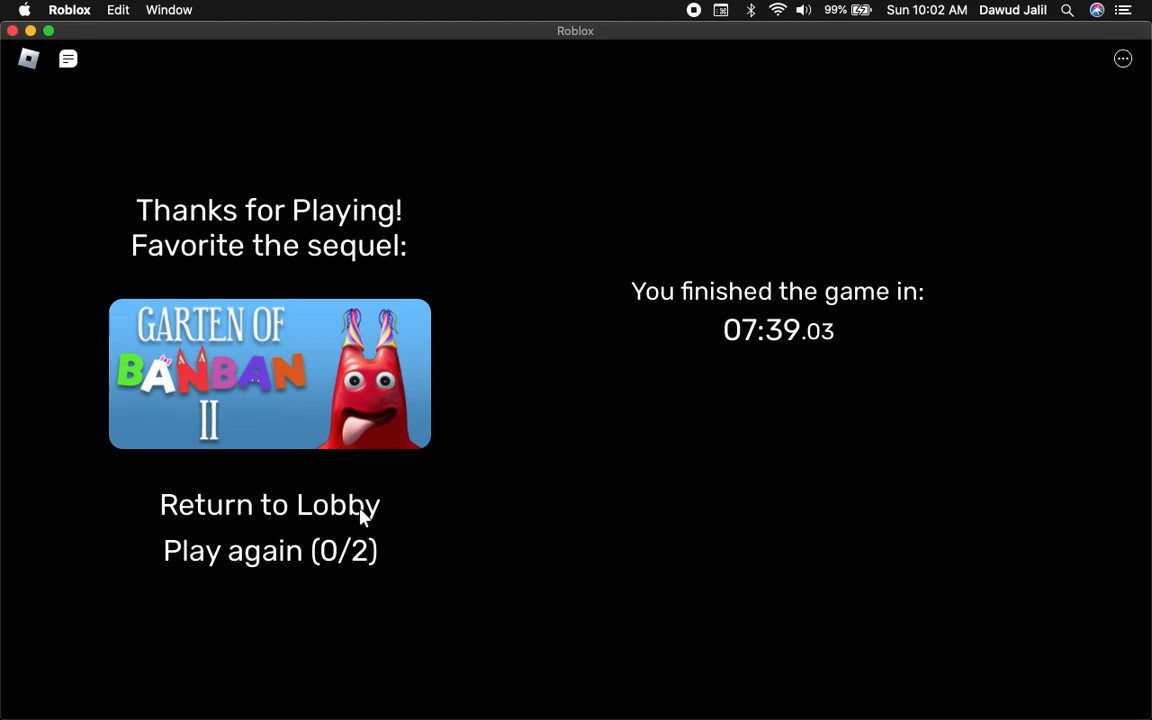 Roblox Edit Window 99% Sun 10:02 AM Dawud Jalil
Roblox
Thanks for Playing!
Favorite the sequel:
GARTEN OF
BANBAN
II
Return to Lobby
Play again (0/2)
You finished the game in:
07:39.03